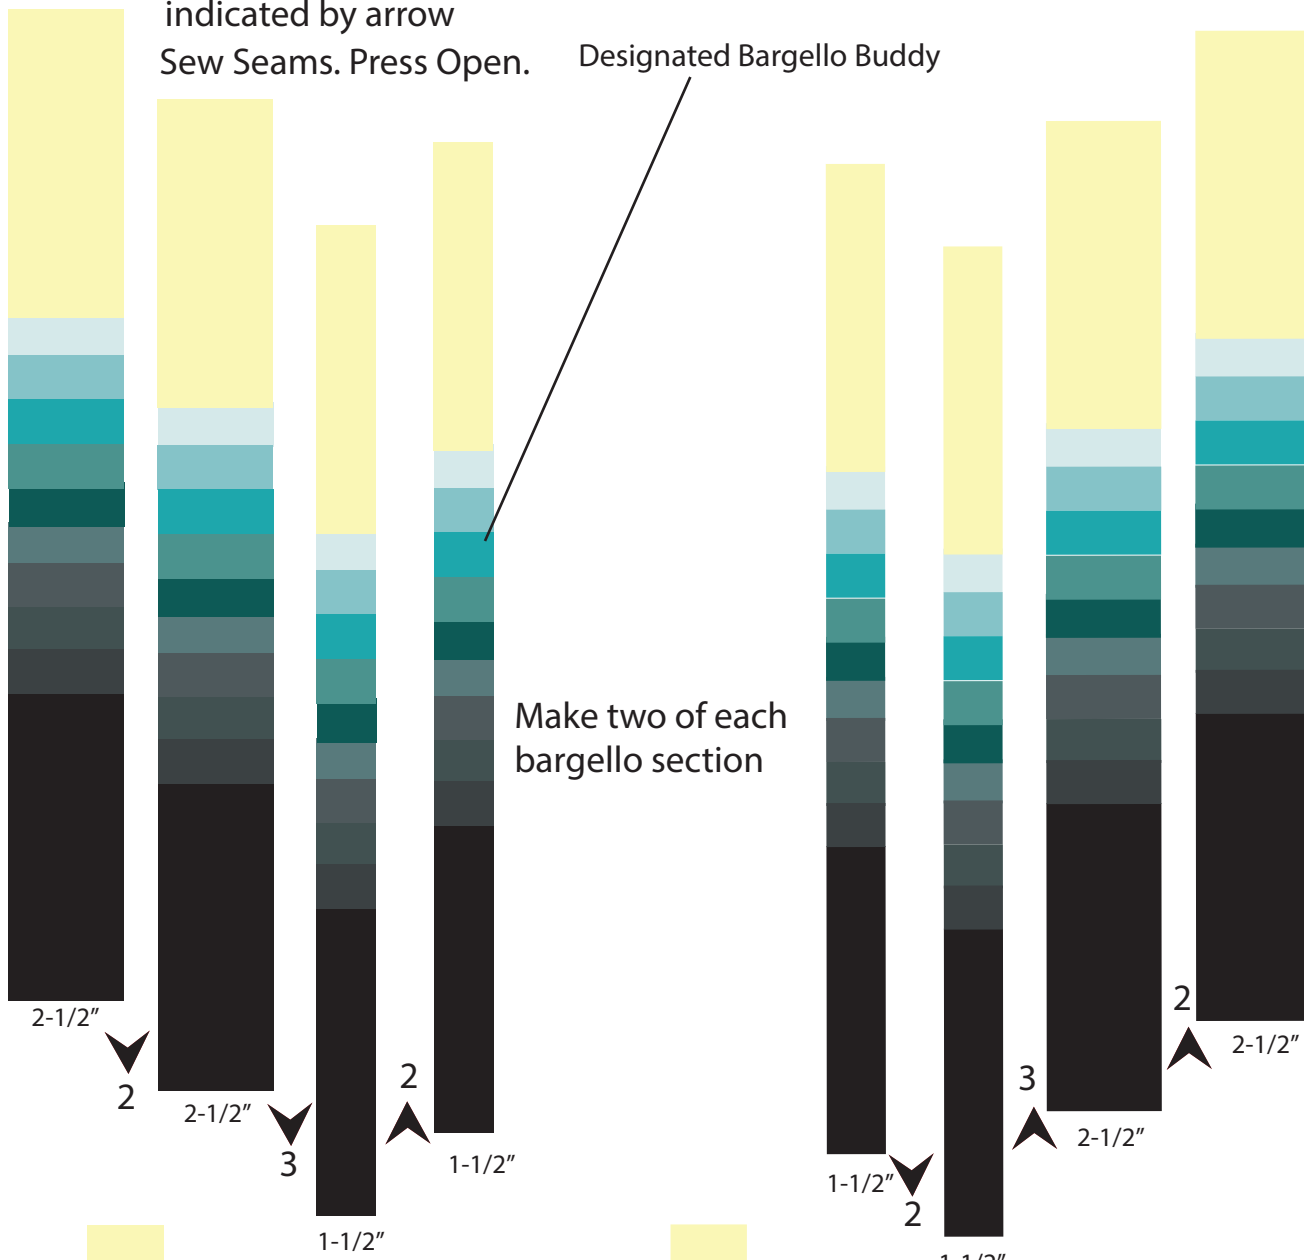 indicated by arrow
Sew Seams. Press Open.
Designated Bargello Buddy
Make two of each
bargello section
2-1/2”
2
2-1/2”
3
1-1/2”
2
1-1/2”
1-1/2”
2
1-1/2”
3
2-1/2”
2
2-1/2”